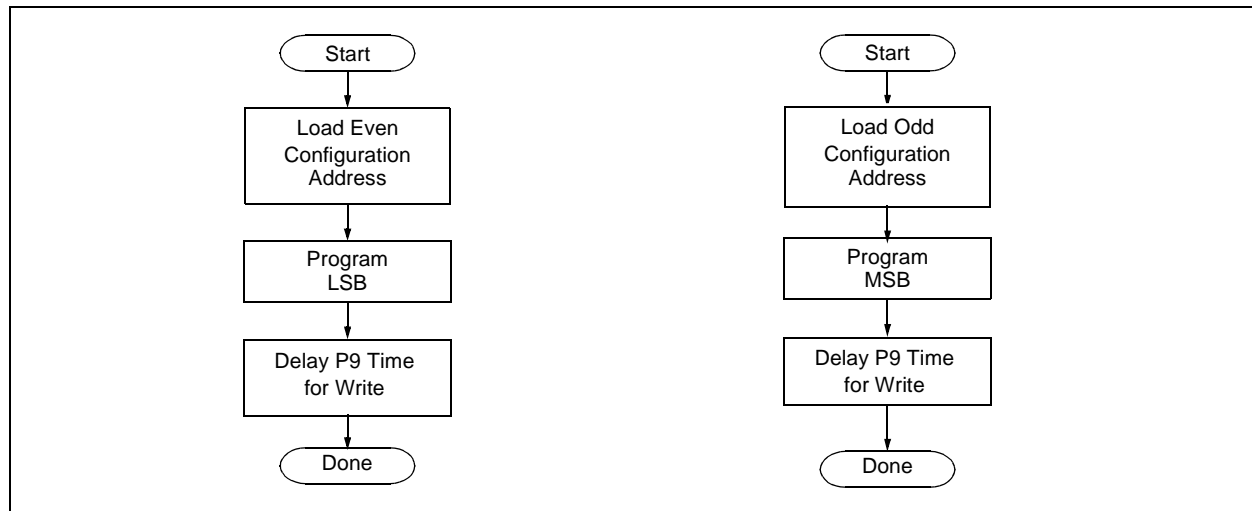 Start
Load Even
Configuration
Address
Program
LSB
Delay P9 Time
for Write
Done
Start
Load Odd
Configuration
Address
Program
MSB
Delay P9 Time
for Write
Done